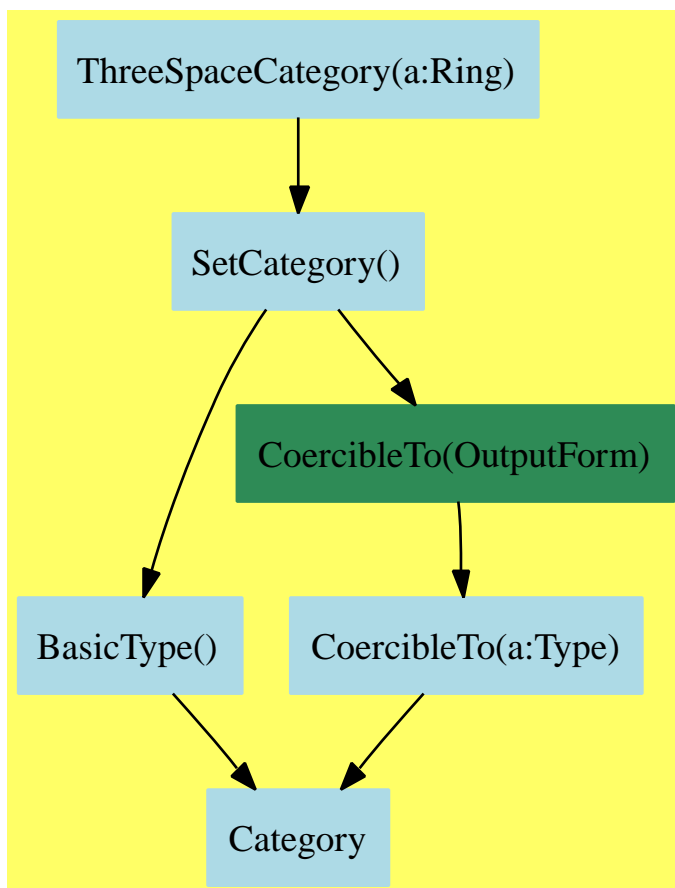 ThreeSpaceCategory(a:Ring)
SetCategory()
CoercibleTo(OutputForm)
BasicType()
CoercibleTo(a:Type)
Category